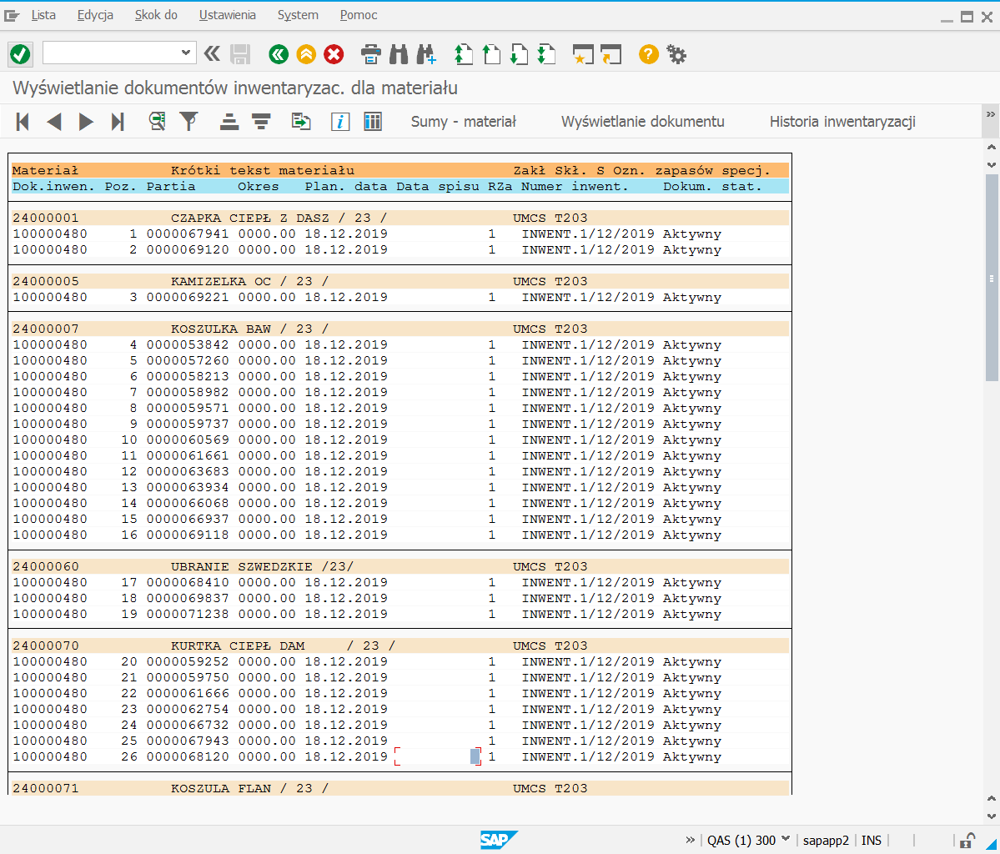 Lista Edycja Skok do Ustawienia System Pomoc
Wyświetlanie dokumentów inwentaryzac. dla materiału
Sumy - materiał Wyświetlanie dokumentu Historia inwentaryzacji
Materiał Krótki tekst materiału Zakł Skł. S Ozn. zapasów specj.
Dok.inwen. Poz. Partia Okres Plan. data Data spisu RZa Numer inwent. Dokum. stat.
24000001 CZAPKA CIEPŁ Z DASZ / 23 / UMCS T203
100000480 1 0000067941 0000.00 18.12.2019 1 INWENT.1/12/2019 Aktywny
100000480 2 0000069120 0000.00 18.12.2019 1 INWENT.1/12/2019 Aktywny
24000005 KAMIZELKA OC / 23 / UMCS T203
100000480 3 0000069221 0000.00 18.12.2019 1 INWENT.1/12/2019 Aktywny
24000007 KOSZULKA BAW / 23 / UMCS T203
100000480 4 0000053842 0000.00 18.12.2019 1 INWENT.1/12/2019 Aktywny
100000480 5 0000057260 0000.00 18.12.2019 1 INWENT.1/12/2019 Aktywny
100000480 6 0000058213 0000.00 18.12.2019 1 INWENT.1/12/2019 Aktywny
100000480 7 0000058982 0000.00 18.12.2019 1 INWENT.1/12/2019 Aktywny
100000480 8 0000059571 0000.00 18.12.2019 1 INWENT.1/12/2019 Aktywny
100000480 9 0000059737 0000.00 18.12.2019 1 INWENT.1/12/2019 Aktywny
100000480 10 0000060569 0000.00 18.12.2019 1 INWENT.1/12/2019 Aktywny
100000480 11 0000061661 0000.00 18.12.2019 1 INWENT.1/12/2019 Aktywny
100000480 12 0000063683 0000.00 18.12.2019 1 INWENT.1/12/2019 Aktywny
100000480 13 0000063934 0000.00 18.12.2019 1 INWENT.1/12/2019 Aktywny
100000480 14 0000066068 0000.00 18.12.2019 1 INWENT.1/12/2019 Aktywny
100000480 15 0000066937 0000.00 18.12.2019 1 INWENT.1/12/2019 Aktywny
100000480 16 0000069118 0000.00 18.12.2019 1 INWENT.1/12/2019 Aktywny
24000060 UBRANIE SZWEDZKIE /23/ UMCS T203
100000480 17 0000068410 0000.00 18.12.2019 1 INWENT.1/12/2019 Aktywny
100000480 18 0000069837 0000.00 18.12.2019 1 INWENT.1/12/2019 Aktywny
100000480 19 0000071238 0000.00 18.12.2019 1 INWENT.1/12/2019 Aktywny
24000070 KURTKA CIEPŁ DAM / 23 / UMCS T203
100000480 20 0000059252 0000.00 18.12.2019 1 INWENT.1/12/2019 Aktywny
100000480 21 0000059750 0000.00 18.12.2019 1 INWENT.1/12/2019 Aktywny
100000480 22 0000061666 0000.00 18.12.2019 1 INWENT.1/12/2019 Aktywny
100000480 23 0000062754 0000.00 18.12.2019 1 INWENT.1/12/2019 Aktywny
100000480 24 0000066732 0000.00 18.12.2019 1 INWENT.1/12/2019 Aktywny
100000480 25 0000067943 0000.00 18.12.2019 1 INWENT.1/12/2019 Aktywny
100000480 26 0000068120 0000.00 18.12.2019 1 INWENT.1/12/2019 Aktywny
24000071 KOSZULA FLAN / 23 / UMCS T203
SAP QAS (1) 300 sapapp2 INS